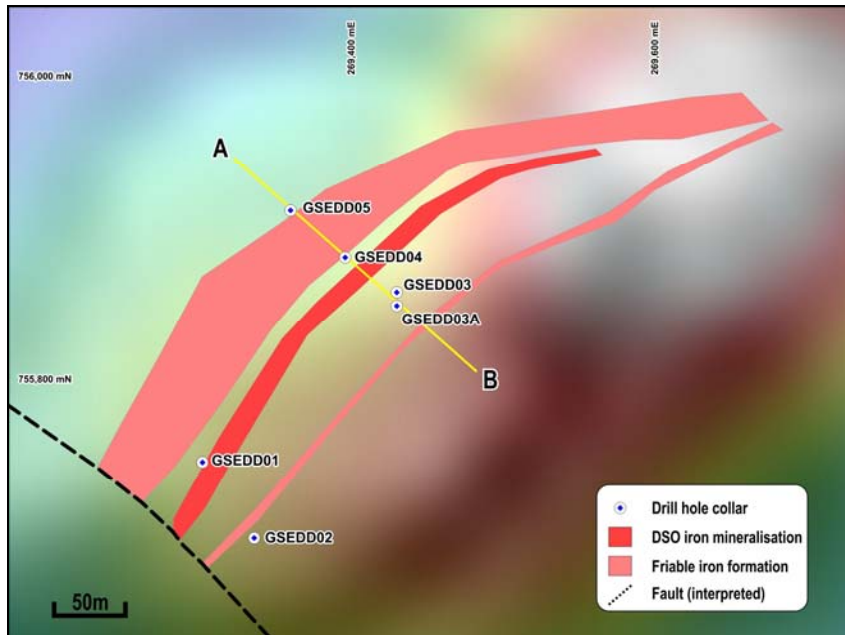 269,400 mE
269,600 mE
756,000 mN
A
GSEDD05
GSEDD04
GSEDD03
GSEDD03A
B
755,800 mN
GSEDD01
GSEDD02
Drill hole collar
DSO iron mineralisation
Friable iron formation
Fault (interpreted)
50m